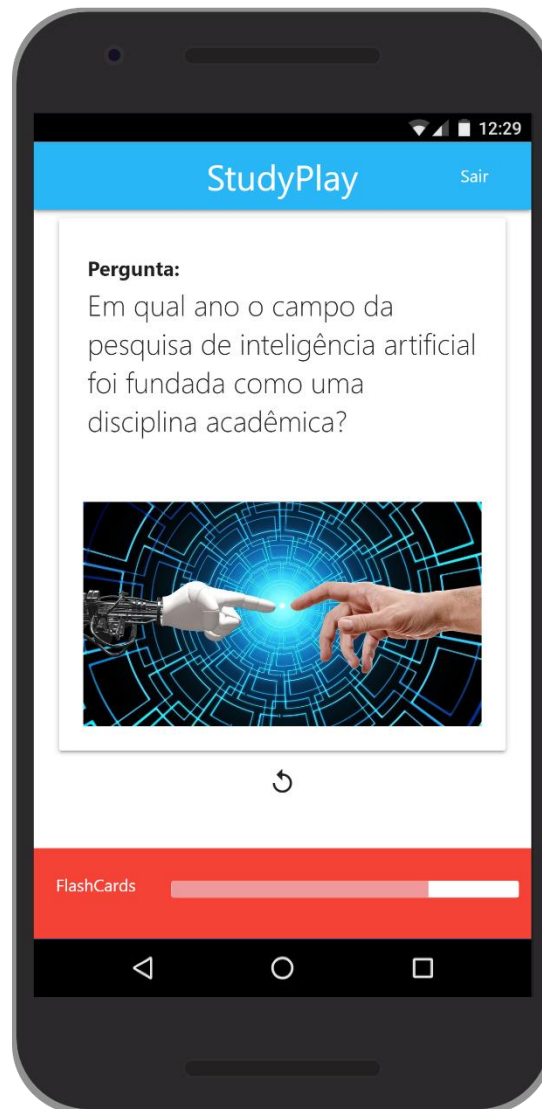 12:29
StudyPlay
Sair
Pergunta:
Em qual ano o campo da
pesquisa de inteligência artificial
foi fundada como uma
disciplina acadêmica?
FlashCards